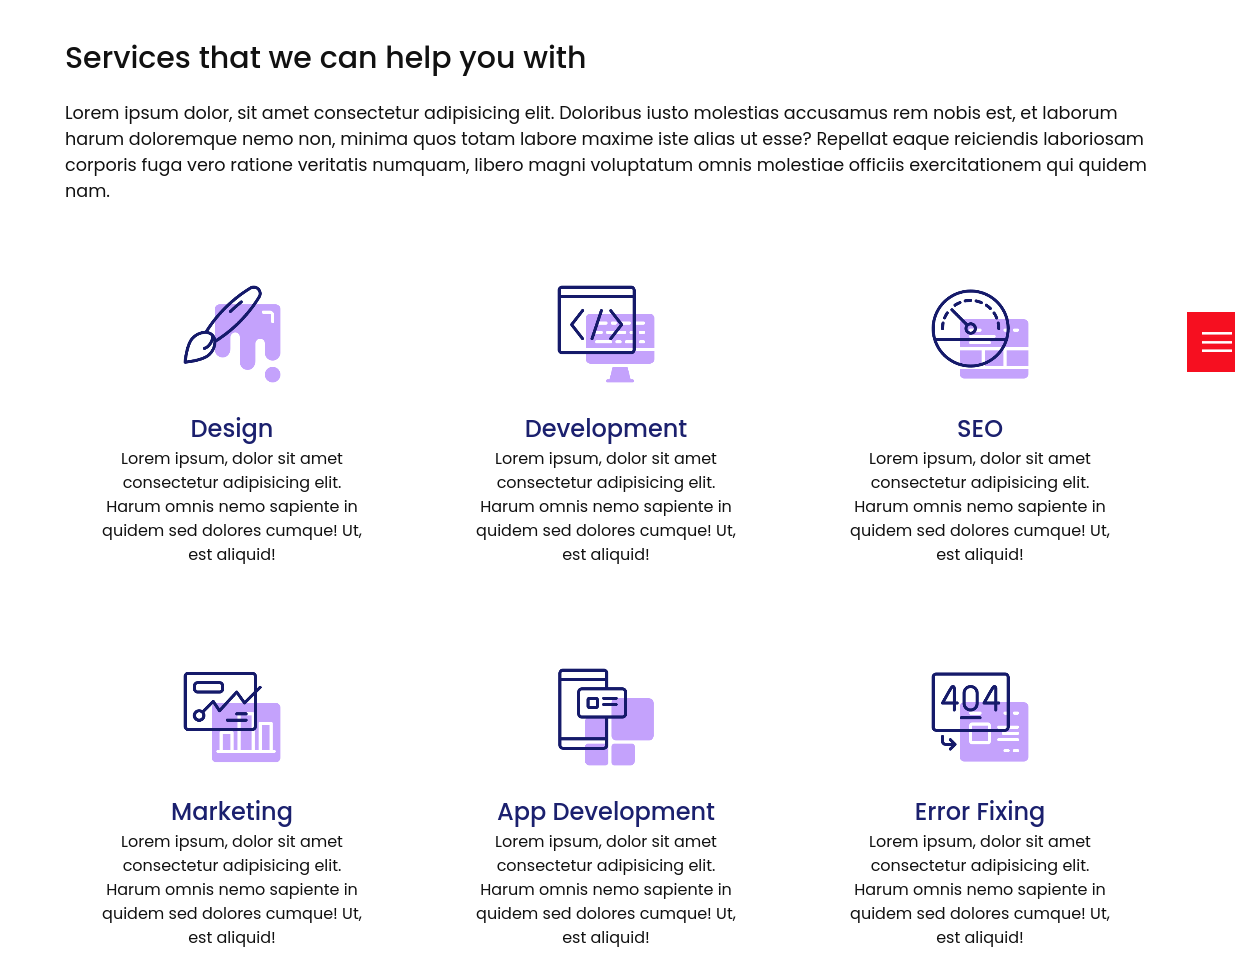 Services that we can help you with
Lorem ipsum dolor, sit amet consectetur adipisicing elit. Doloribus iusto molestias accusamus rem nobis est, et laborum
harum doloremque nemo non, minima quos totam labore maxime iste alias ut esse? Repellat eaque reiciendis laboriosam
corporis fuga vero ratione veritatis numquam, libero magni voluptatum omnis molestiae officiis exercitationem qui quidem
nam.
</>
Design
Lorem ipsum, dolor sit amet
consectetur adipisicing elit.
Harum omnis nemo sapiente in
quidem sed dolores cumque! Ut,
est aliquid!
Development
Lorem ipsum, dolor sit amet
consectetur adipisicing elit.
Harum omnis nemo sapiente in
quidem sed dolores cumque! Ut,
est aliquid!
SEO
Lorem ipsum, dolor sit amet
consectetur adipisicing elit.
Harum omnis nemo sapiente in
quidem sed dolores cumque! Ut,
est aliquid!
Marketing
Lorem ipsum, dolor sit amet
consectetur adipisicing elit.
Harum omnis nemo sapiente in
quidem sed dolores cumque! Ut,
est aliquid!
App Development
Lorem ipsum, dolor sit amet
consectetur adipisicing elit.
Harum omnis nemo sapiente in
quidem sed dolores cumque! Ut,
est aliquid!
404
Error Fixing
Lorem ipsum, dolor sit amet
consectetur adipisicing elit.
Harum omnis nemo sapiente in
quidem sed dolores cumque! Ut,
est aliquid!